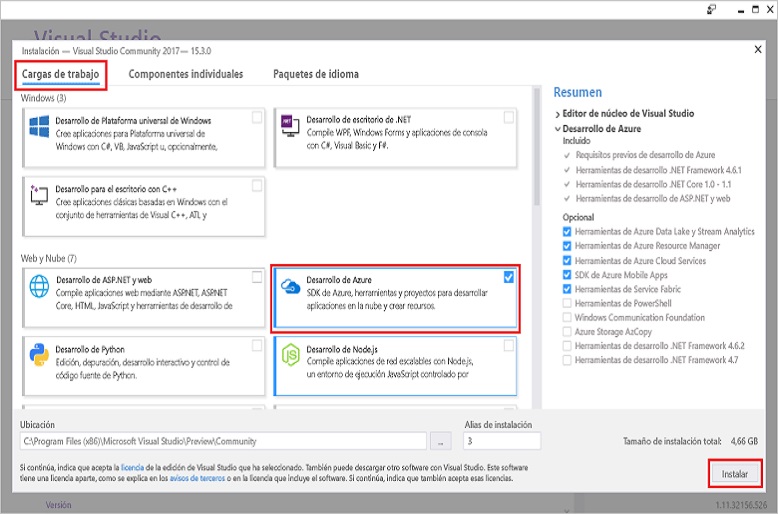 Visual Studio
Instalación — Visual Studio Community 2017— 15.3.0
Cargas de trabajo
Componentes individuales
Paquetes de idioma
Windows (3)
Desarrollo de Plataforma universal de Windows
Cree aplicaciones para Plataforma universal de
Windows con C#, VB, JavaScript u, opcionalmente,
Desarrollo de escritorio de .NET
Compile WPF, Windows Forms y aplicaciones de consola
con C#, Visual Basic y F#.
Desarrollo para el escritorio con C++
Cree aplicaciones clásicas basadas en Windows con el
conjunto de herramientas de Visual C++, ATL y
Web y Nube (7)
Desarrollo de ASP.NET y web
Compile aplicaciones web mediante ASP.NET, ASP.NET
Core, HTML, JavaScript y herramientas de desarrollo de
Desarrollo de Azure
SDK de Azure, herramientas y proyectos para desarrollar
aplicaciones en la nube y crear recursos.
Desarrollo de Python
Edición, depuración, desarrollo interactivo y control de
código fuente de Python.
Desarrollo de Node.js
Compile aplicaciones de red escalables con Node.js,
un entorno de ejecución JavaScript controlado por
Resumen
Editor de núcleo de Visual Studio
Desarrollo de Azure
Incluido
Requisitos previos de desarrollo de Azure
Herramientas de desarrollo .NET Framework 4.6.1
Herramientas de desarrollo .NET Core 1.0 - 1.1
Herramientas de desarrollo de ASP.NET y web
Opcional
Herramientas de Azure Data Lake y Stream Analytics
Herramientas de Azure Resource Manager
Herramientas de Azure Cloud Services
SDK de Azure Mobile Apps
Herramientas de Service Fabric
Herramientas de PowerShell
Windows Communication Foundation
Azure Storage AzCopy
Herramientas de desarrollo .NET Framework 4.6.2
Herramientas de desarrollo .NET Framework 4.7
Ubicación
C:\Program Files (x86)\Microsoft Visual Studio\Preview\Community
...
Alias de instalación
3
Tamaño de instalación total: 4,66 GB
Si continúa, indica que acepta la licencia de la edición de Visual Studio que ha seleccionado. También puede descargar otro software con Visual Studio. Este software
tiene una licencia aparte, como se explica en los avisos de terceros o en la licencia que incluye el software. Si continúa, indica que también acepta esas licencias.
Instalar
Versión
1.11.32156.526